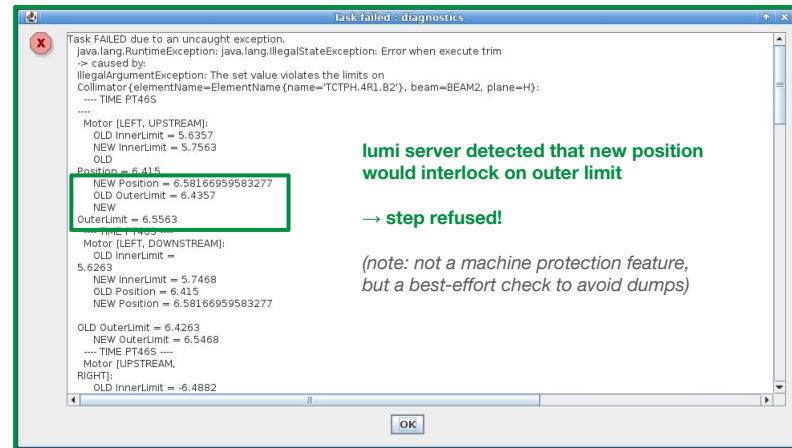 Task failed : diagnostics
Task FAILED due to an uncaught exception.
java.lang.RuntimeException: java.lang.IllegalStateException: Error when execute trim
-> caused by:
IllegalArgumentException: The set value violates the limits on
Collimator{elementName=ElementName{name='TCTPH.4R1.B2'}, beam=BEAM2, plane=H}:
---- TIME PT46S
----
Motor [LEFT, UPSTREAM]:
OLD InnerLimit = 5.6357
NEW InnerLimit = 5.7563
OLD
Position = 6.415
NEW Position = 6.58166959583277
OLD OuterLimit = 6.4357
NEW
OuterLimit = 6.5563
---- TIME PT46S ----
Motor [LEFT, DOWNSTREAM]:
OLD InnerLimit =
5.6263
NEW InnerLimit = 5.7468
OLD Position = 6.415
NEW Position = 6.58166959583277
OLD OuterLimit = 6.4263
NEW OuterLimit = 6.5468
---- TIME PT46S ----
Motor [UPSTREAM,
RIGHT]:
OLD InnerLimit = -6.4882
lumi server detected that new position
would interlock on outer limit
→ step refused!
(note: not a machine protection feature,
but a best-effort check to avoid dumps)
OK